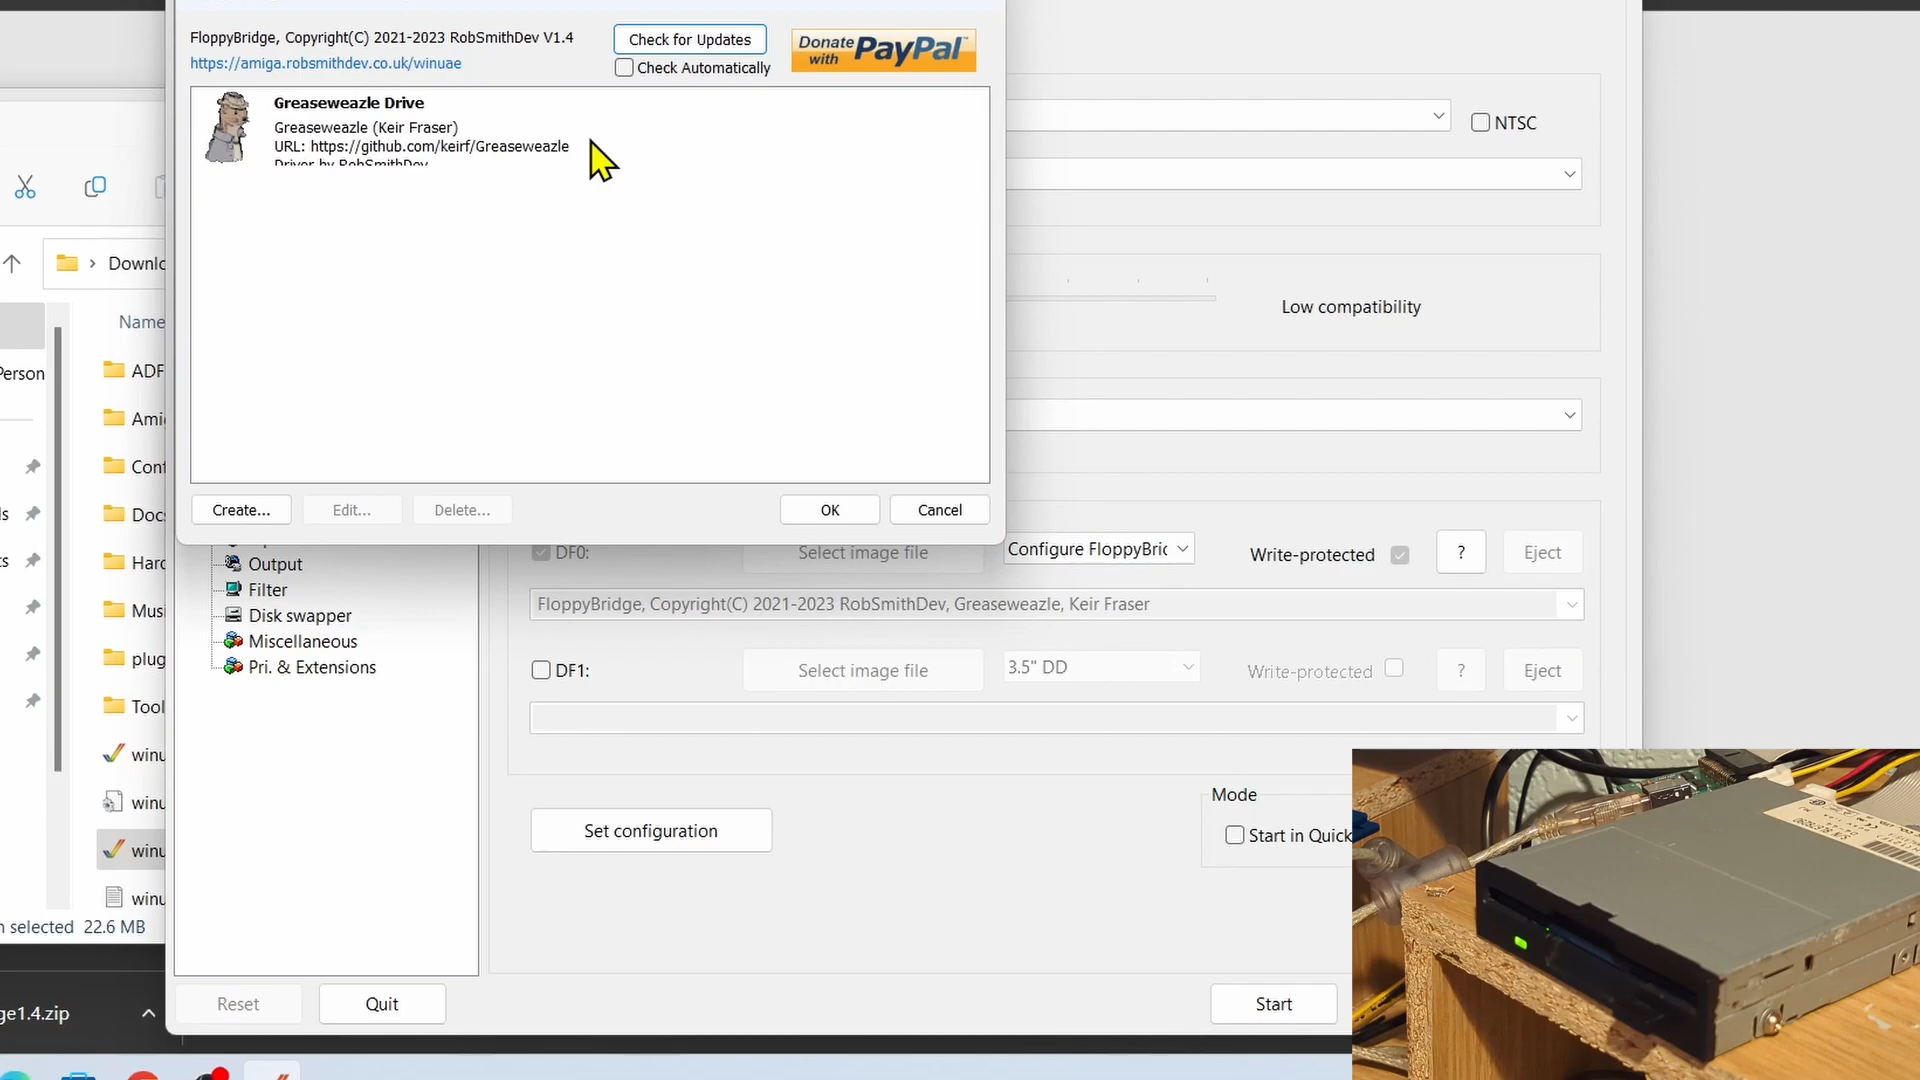 FloppyBridge, Copyright(C) 2021-2023 RobSmithDev V1.4
https://amiga.robsmithdev.co.uk/winuae
Check for Updates
Check Automatically
Donate with PayPal
Greaseweazle Drive
Greaseweazle (Keir Fraser)
URL: https://github.com/keirf/Greaseweazle
Driver by RobSmithDev
NTSC
Low compatibility
Create...
Edit...
Delete...
OK
Cancel
Downlo
Name
Person
ADF
Ami
Con
Doc
Har
Mus
plug
Tool
winu
winu
winu
winu
selected 22.6 MB
Output
Filter
Disk swapper
Miscellaneous
Pri. & Extensions
DF0:
Select image file
Configure FloppyBri
Write-protected
?
Eject
FloppyBridge, Copyright(C) 2021-2023 RobSmithDev, Greaseweazle, Keir Fraser
DF1:
Select image file
3.5" DD
Write-protected
?
Eject
Set configuration
Mode
Start in Quick
Reset
Quit
Start
ge1.4.zip